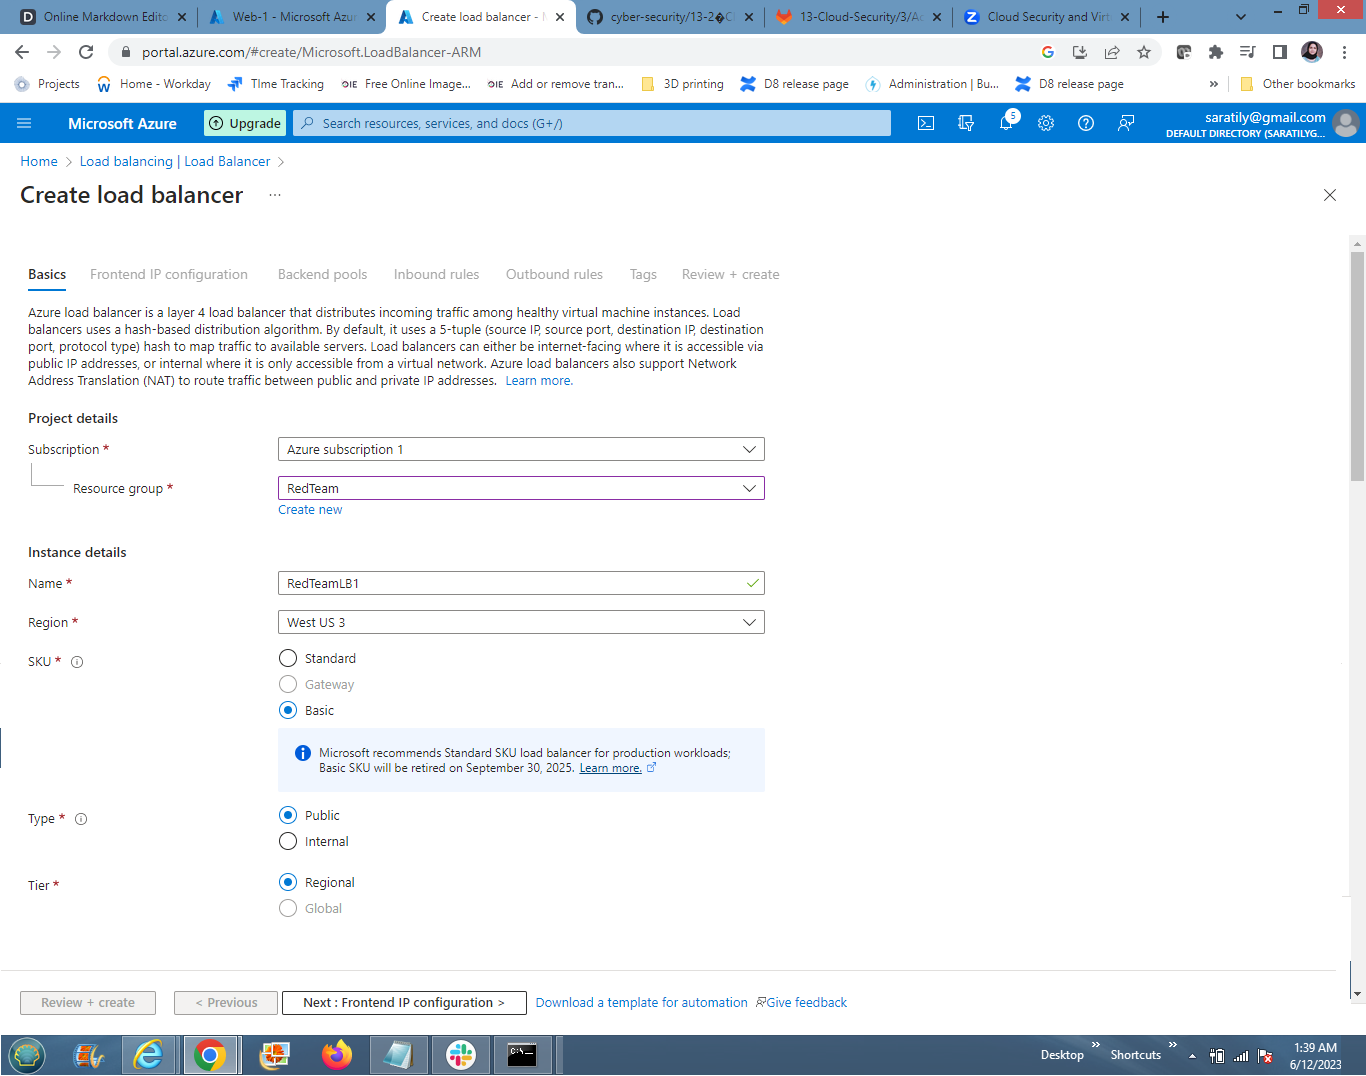 Online Markdown Edito
Web-1 - Microsoft Azur
Create load balancer - M
cyber-security/13-2�Cl
13-Cloud-Security/3/Ac
Cloud Security and Virt
portal.azure.com/#create/Microsoft.LoadBalancer-ARM
Projects
Home - Workday
TIme Tracking
OIE Free Online Image...
OIE Add or remove tran...
3D printing
D8 release page
Administration | Bu...
D8 release page
»
Other bookmarks
Microsoft Azure
Upgrade
Search resources, services, and docs (G+/)
5
saratily@gmail.com
DEFAULT DIRECTORY (SARATILYG...
Home > Load balancing | Load Balancer >
Create load balancer ...
Basics Frontend IP configuration Backend pools Inbound rules Outbound rules Tags Review + create
Azure load balancer is a layer 4 load balancer that distributes incoming traffic among healthy virtual machine instances. Load
balancers uses a hash-based distribution algorithm. By default, it uses a 5-tuple (source IP, source port, destination IP, destination
port, protocol type) hash to map traffic to available servers. Load balancers can either be internet-facing where it is accessible via
public IP addresses, or internal where it is only accessible from a virtual network. Azure load balancers also support Network
Address Translation (NAT) to route traffic between public and private IP addresses. Learn more.
Project details
Subscription *
Azure subscription 1
Resource group *
RedTeam
Create new
Instance details
Name *
RedTeamLB1
Region *
West US 3
SKU *
Standard
Gateway
Basic
Microsoft recommends Standard SKU load balancer for production workloads;
Basic SKU will be retired on September 30, 2025. Learn more.
Type *
Public
Internal
Tier *
Regional
Global
Review + create
< Previous
Next : Frontend IP configuration >
Download a template for automation
Give feedback
Desktop »
Shortcuts »
1:39 AM
6/12/2023